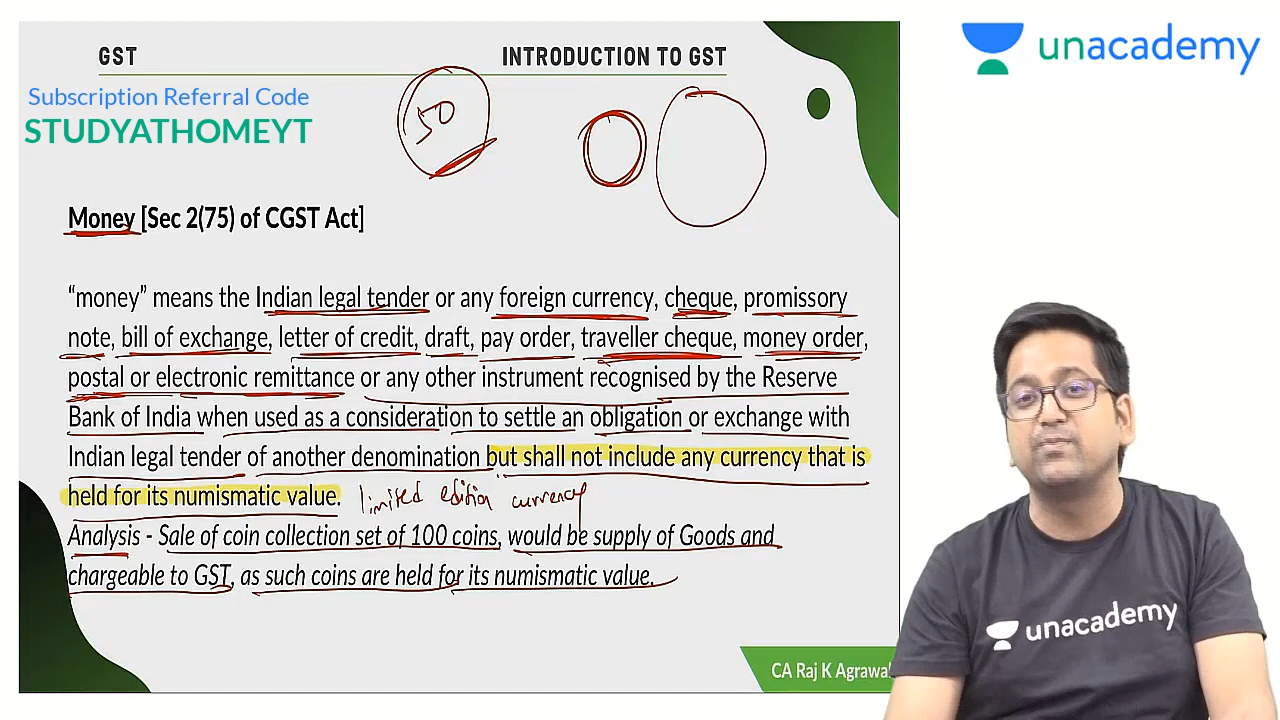 GST
INTRODUCTION TO GST
unacademy
Subscription Referral Code
STUDYATHOMEYT
50
Money [Sec 2(75) of CGST Act]
“money” means the Indian legal tender or any foreign currency, cheque, promissory
note, bill of exchange, letter of credit, draft, pay order, traveller cheque, money order,
postal or electronic remittance or any other instrument recognised by the Reserve
Bank of India when used as a consideration to settle an obligation or exchange with
Indian legal tender of another denomination but shall not include any currency that is
held for its numismatic value. limited edition currency
Analysis - Sale of coin collection set of 100 coins, would be supply of Goods and
chargeable to GST, as such coins are held for its numismatic value.
unacademy
CA Raj K Agrawal